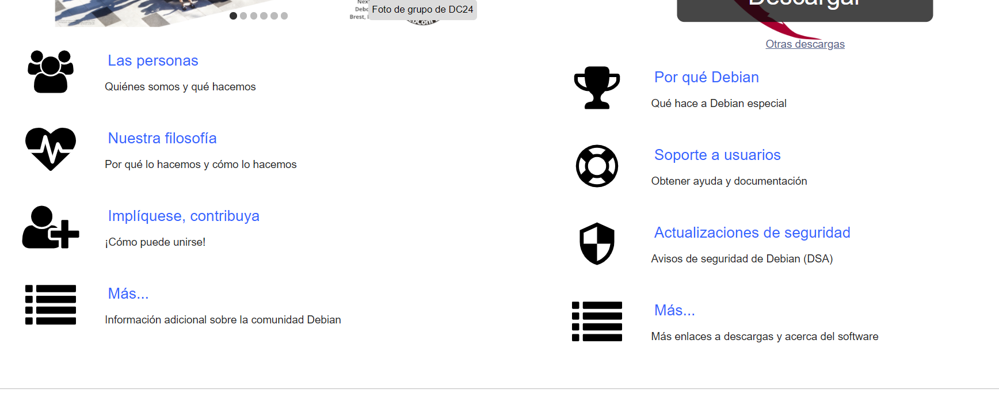 Foto de grupo de DC24
Brest,
Las personas
Quiénes somos y qué hacemos
Nuestra filosofía
Por qué lo hacemos y cómo lo hacemos
Implíquese, contribuya
¡Cómo puede unirse!
Más...
Información adicional sobre la comunidad Debian
Descargar
Otras descargas
Por qué Debian
Qué hace a Debian especial
Soporte a usuarios
Obtener ayuda y documentación
Actualizaciones de seguridad
Avisos de seguridad de Debian (DSA)
Más...
Más enlaces a descargas y acerca del software